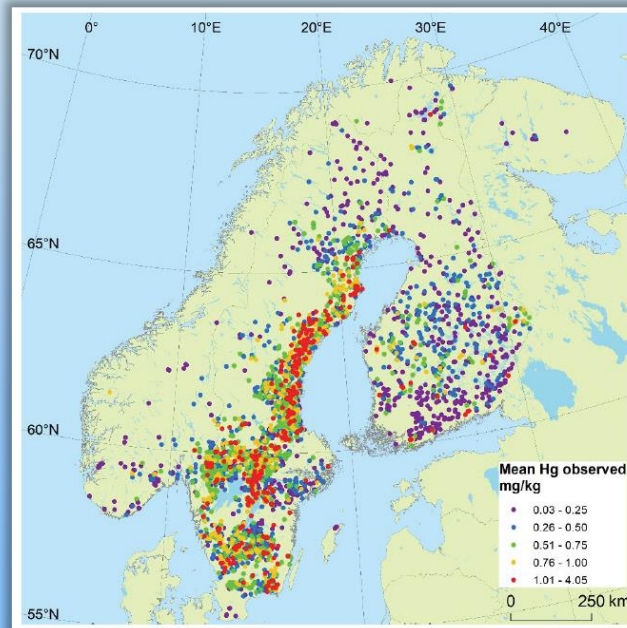 0°
10°E
20°E
30°E
40°E
70°N
65°N
60°N
55°N
Mean Hg observed
mg/kg
0.03 - 0.25
0.26 - 0.50
0.51 - 0.75
0.76 - 1.00
1.01 - 4.05
0 250 km